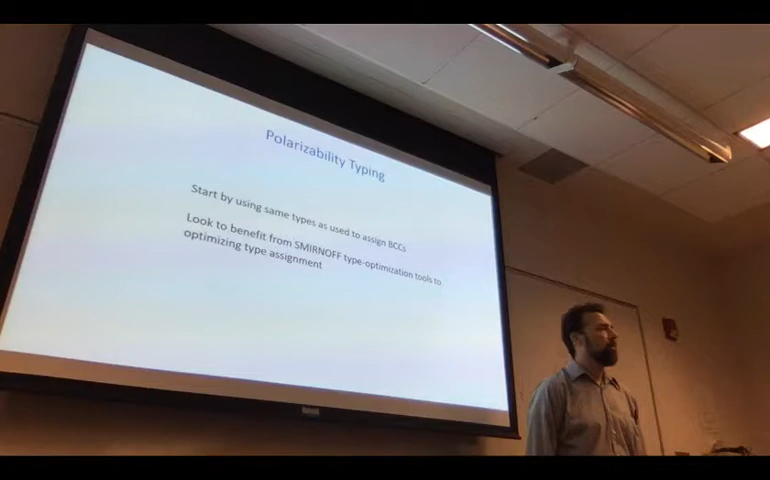 Polarizability Typing
Start by using same types as used to assign BCCs
Look to benefit from SMIRNOFF type-optimization tools to
optimizing type assignment